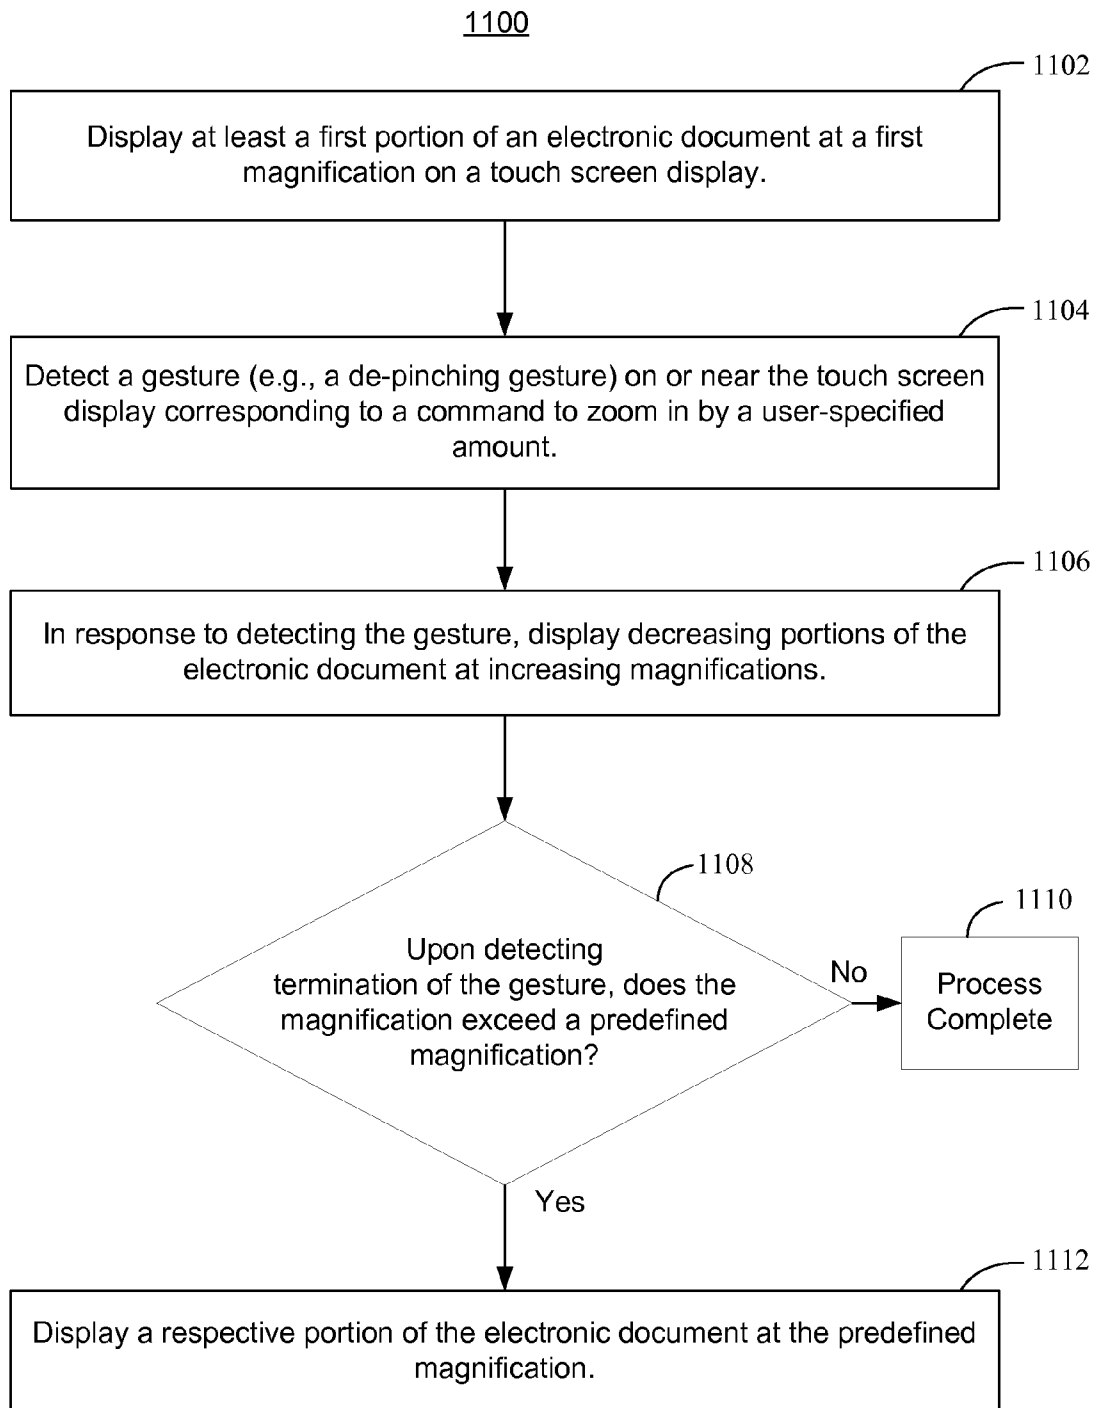 1100
1102
Display at least a first portion of an electronic document at a first
magnification on a touch screen display.
1104
Detect a gesture (e.g., a de-pinching gesture) on or near the touch screen
display corresponding to a command to zoom in by a user-specified
amount.
1106
In response to detecting the gesture, display decreasing portions of the
electronic document at increasing magnifications.
1108
Upon detecting
termination of the gesture, does the
magnification exceed a predefined
magnification?
No
1110
Process
Complete
Yes
1112
Display a respective portion of the electronic document at the predefined
magnification.